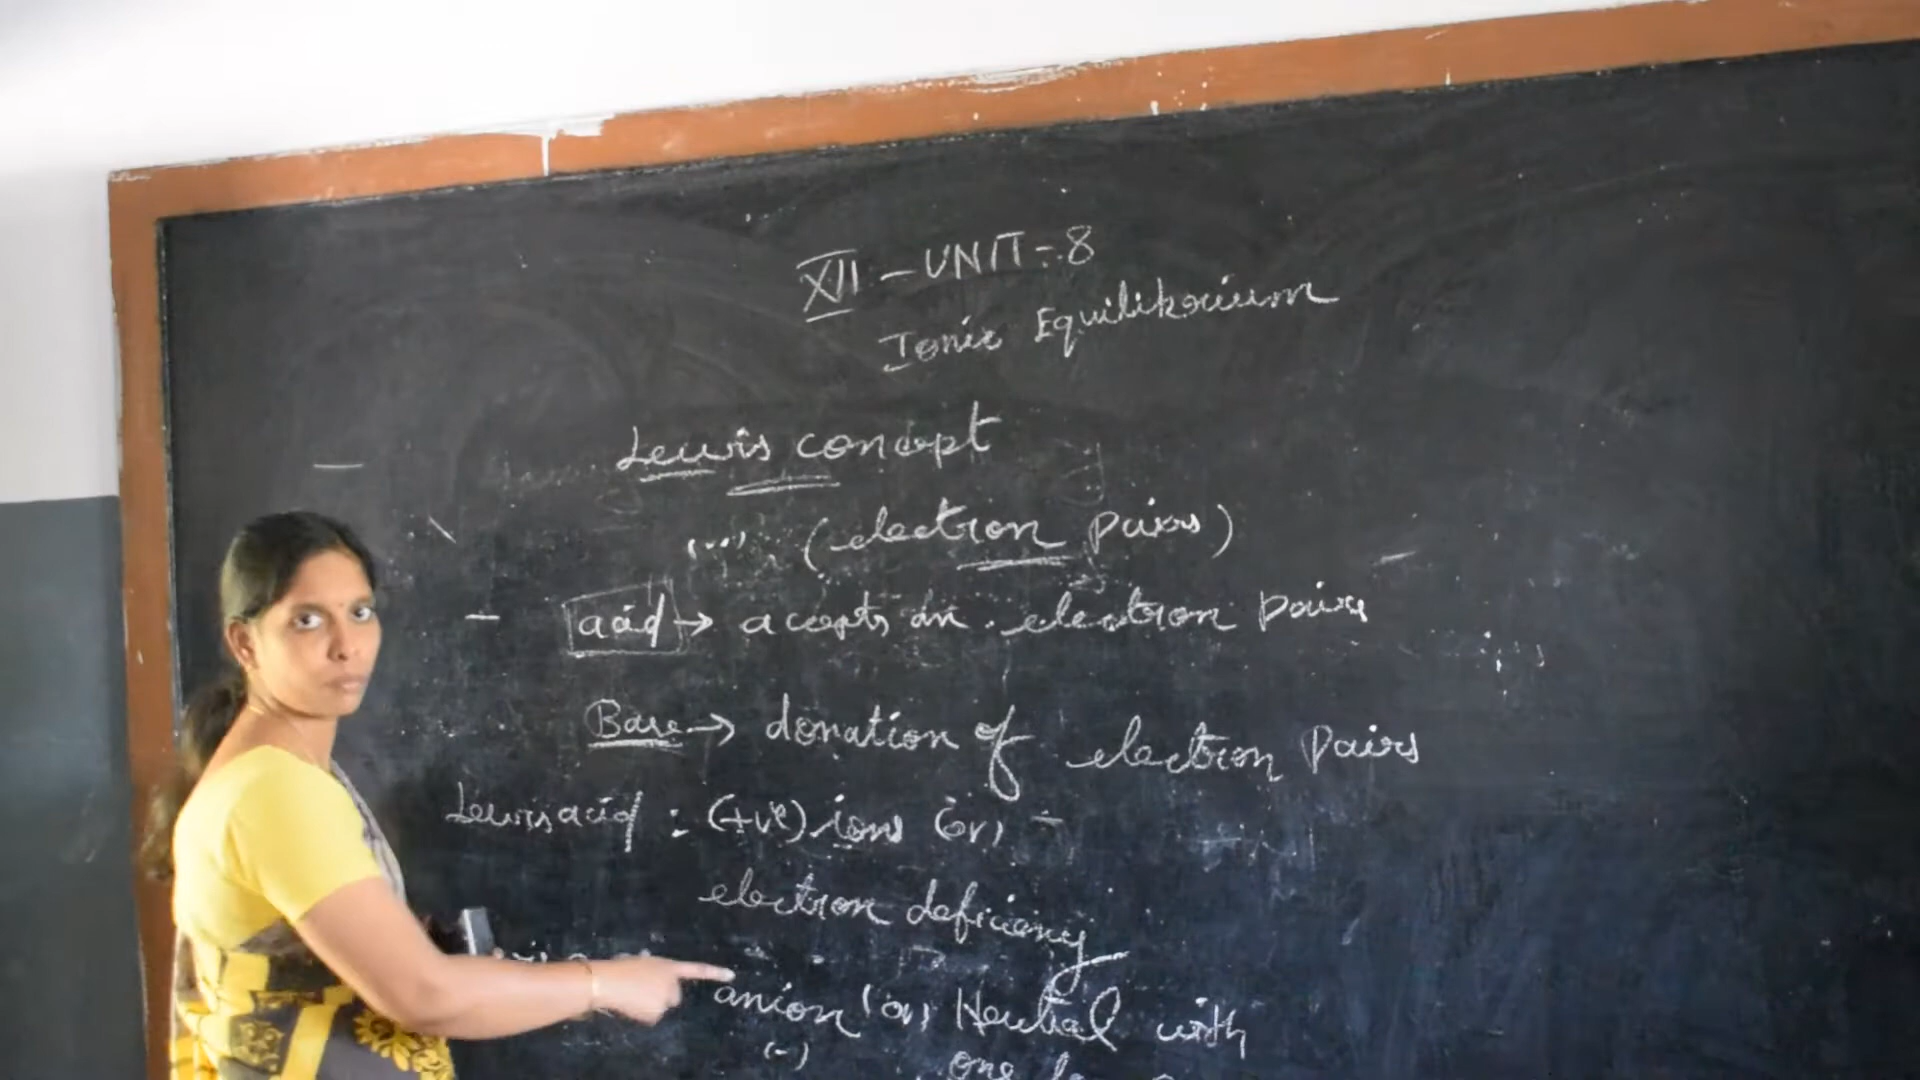 XII - UNIT - 8
Ionic Equilibrium
Lewis concept
(electron pairs)
acid → accepts an electron pairs
Base → donation of electron pairs
Lewis acid : (+ve) ions (or)
electron deficiency
anion (or) Neutral with
(-) one